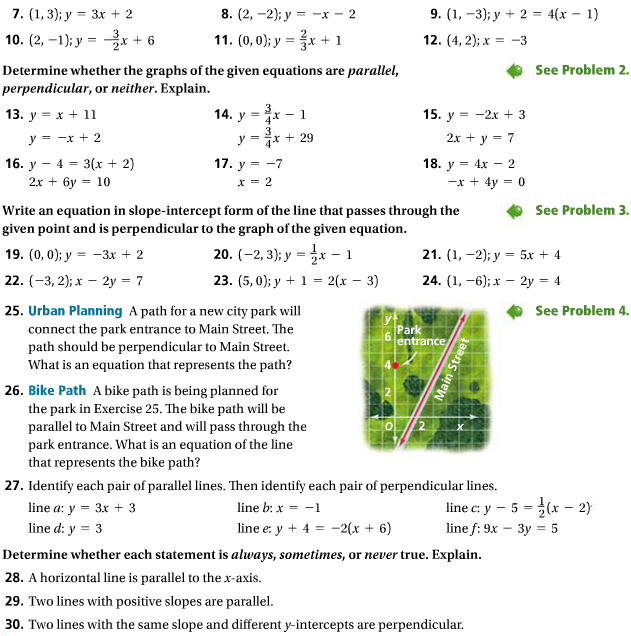 7. (1, 3); y = 3x + 2 8. (2, −2); y = −x − 2 9. (1, −3); y + 2 = 4(x − 1)
10. (2, −1); y = −3/2x + 6 11. (0, 0); y = 2/3x + 1 12. (4, 2); x = −3
Determine whether the graphs of the given equations are parallel, See Problem 2.
perpendicular, or neither. Explain.
13. y = x + 11 14. y = 3/4x − 1 15. y = −2x + 3
y = −x + 2 y = 3/4x + 29 2x + y = 7
16. y − 4 = 3(x + 2) 17. y = −7 18. y = 4x − 2
2x + 6y = 10 x = 2 −x + 4y = 0
Write an equation in slope-intercept form of the line that passes through the See Problem 3.
given point and is perpendicular to the graph of the given equation.
19. (0, 0); y = −3x + 2 20. (−2, 3); y = 1/2x − 1 21. (1, −2); y = 5x + 4
22. (−3, 2); x − 2y = 7 23. (5, 0); y + 1 = 2(x − 3) 24. (1, −6); x − 2y = 4
25. Urban Planning A path for a new city park will See Problem 4.
connect the park entrance to Main Street. The
path should be perpendicular to Main Street.
What is an equation that represents the path?
26. Bike Path A bike path is being planned for
the park in Exercise 25. The bike path will be
parallel to Main Street and will pass through the
park entrance. What is an equation of the line
that represents the bike path?
y
Park
6 entrance
4
2
Main Street
O 2 x
27. Identify each pair of parallel lines. Then identify each pair of perpendicular lines.
line a: y = 3x + 3 line b: x = −1 line c: y − 5 = 1/2(x − 2)
line d: y = 3 line e: y + 4 = −2(x + 6) line f: 9x − 3y = 5
Determine whether each statement is always, sometimes, or never true. Explain.
28. A horizontal line is parallel to the x-axis.
29. Two lines with positive slopes are parallel.
30. Two lines with the same slope and different y-intercepts are perpendicular.